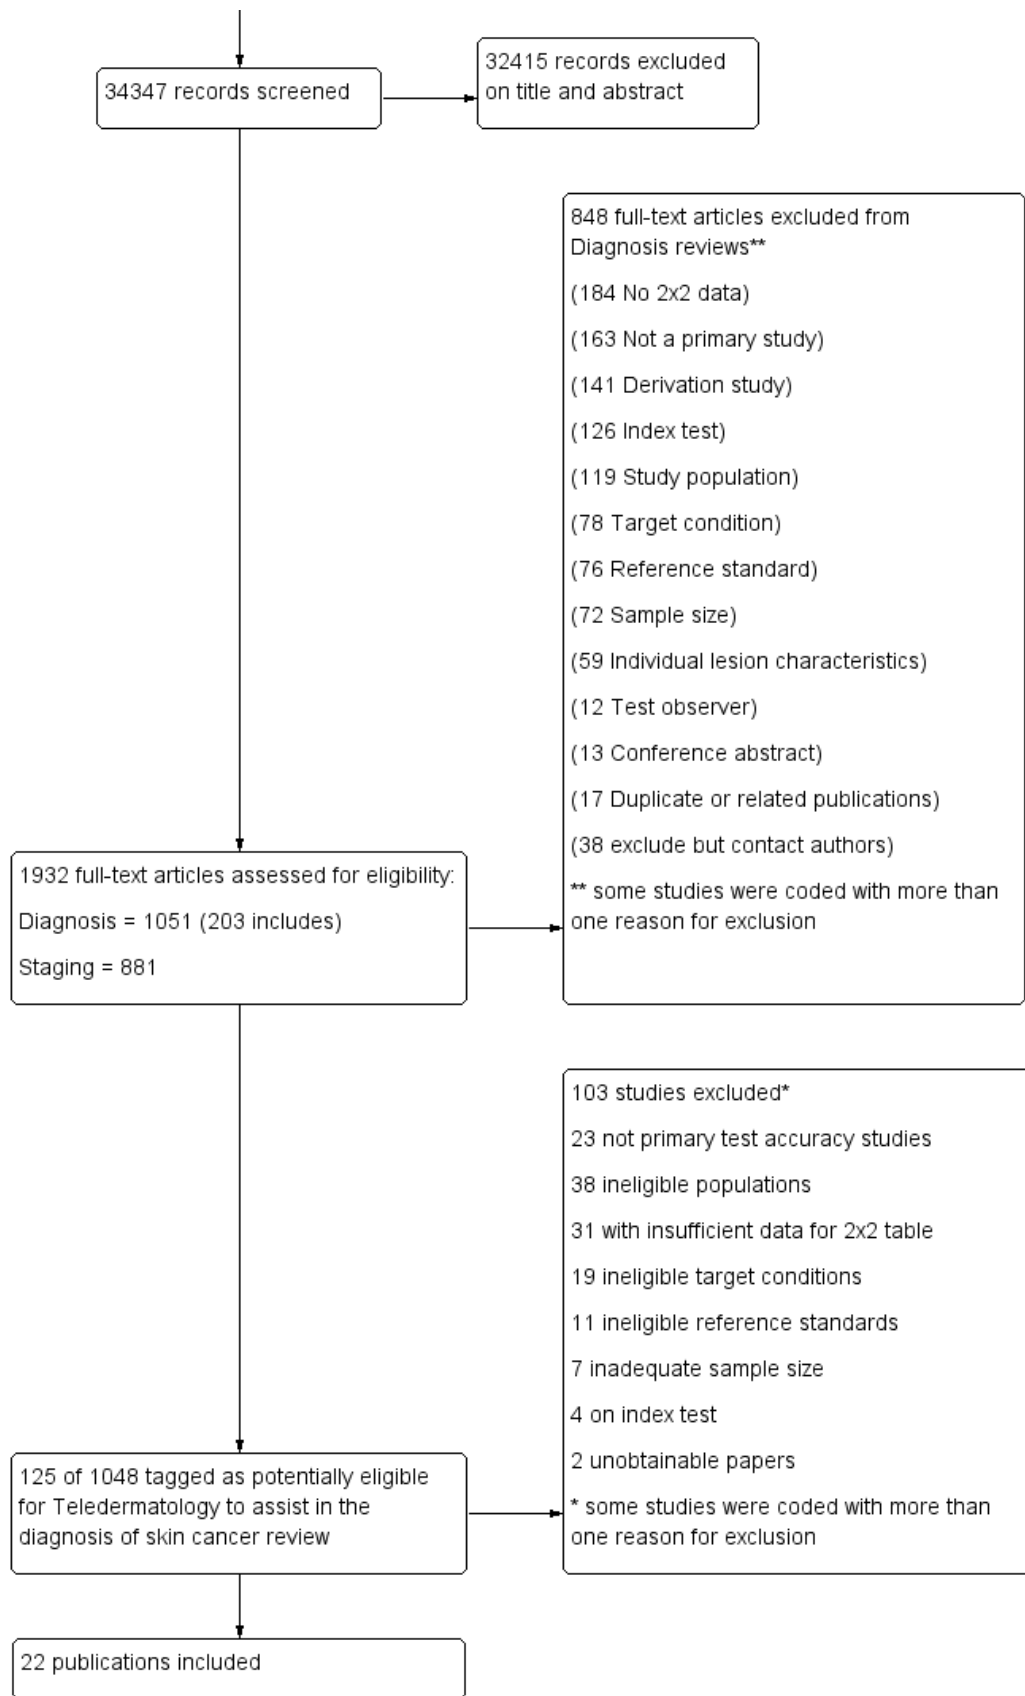 34347 records screened
32415 records excluded
on title and abstract
848 full-text articles excluded from
Diagnosis reviews**
(184 No 2x2 data)
(163 Not a primary study)
(141 Derivation study)
(126 Index test)
(119 Study population)
(78 Target condition)
(76 Reference standard)
(72 Sample size)
(59 Individual lesion characteristics)
(12 Test observer)
(13 Conference abstract)
(17 Duplicate or related publications)
(38 exclude but contact authors)
** some studies were coded with more than
one reason for exclusion
1932 full-text articles assessed for eligibility:
Diagnosis = 1051 (203 includes)
Staging = 881
103 studies excluded*
23 not primary test accuracy studies
38 ineligible populations
31 with insufficient data for 2x2 table
19 ineligible target conditions
11 ineligible reference standards
7 inadequate sample size
4 on index test
2 unobtainable papers
* some studies were coded with more than
one reason for exclusion
125 of 1048 tagged as potentially eligible
for Teledermatology to assist in the
diagnosis of skin cancer review
22 publications included